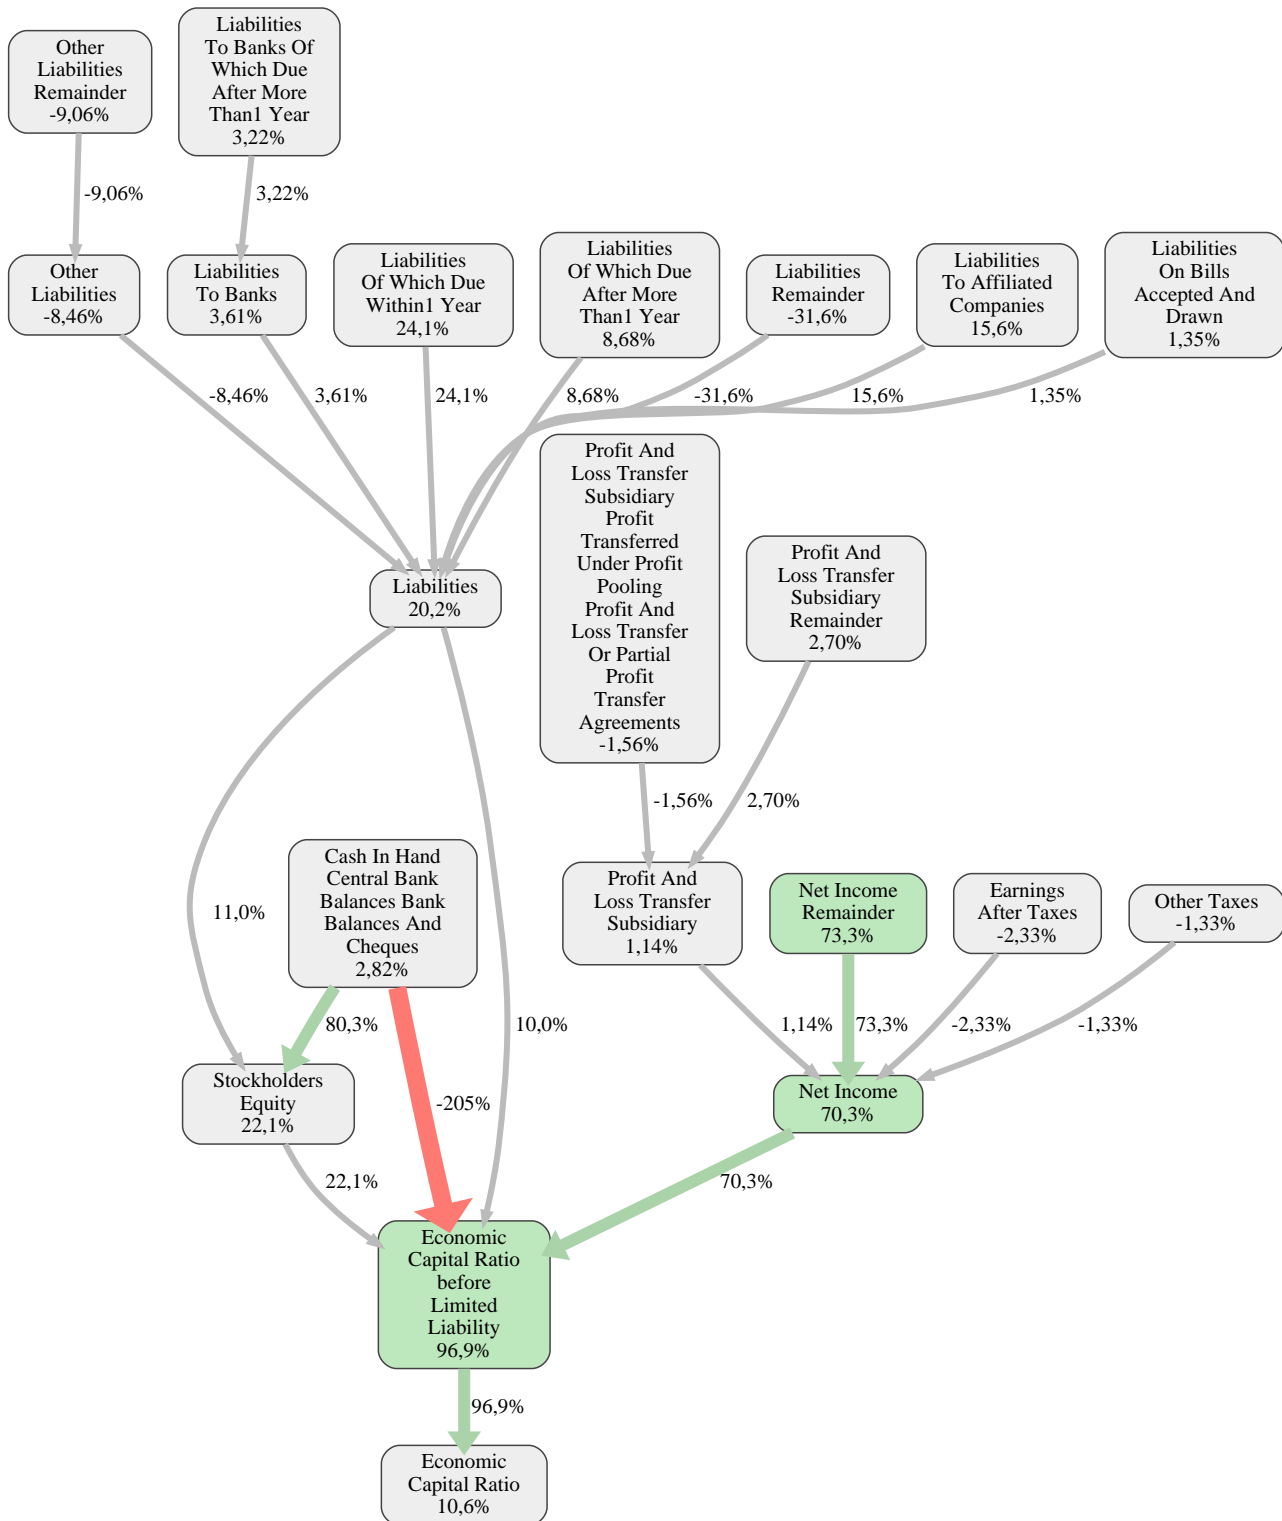 Other
Liabilities
Remainder
-9,06%
Liabilities
To Banks Of
Which Due
After More
Than1 Year
3,22%
-9,06%
3,22%
Other
Liabilities
-8,46%
Liabilities
To Banks
3,61%
Liabilities
Of Which Due
Within1 Year
24,1%
Liabilities
Of Which Due
After More
Than1 Year
8,68%
Liabilities
Remainder
-31,6%
Liabilities
To Affiliated
Companies
15,6%
Liabilities
On Bills
Accepted And
Drawn
1,35%
-8,46%
3,61%
24,1%
8,68%
-31,6%
15,6%
1,35%
Profit And
Loss Transfer
Subsidiary
Profit
Transferred
Under Profit
Pooling
Profit And
Loss Transfer
Or Partial
Profit
Transfer
Agreements
-1,56%
Profit And
Loss Transfer
Subsidiary
Remainder
2,70%
Liabilities
20,2%
-1,56%
2,70%
Cash In Hand
Central Bank
Balances Bank
Balances And
Cheques
2,82%
Profit And
Loss Transfer
Subsidiary
1,14%
Net Income
Remainder
73,3%
Earnings
After Taxes
-2,33%
Other Taxes
-1,33%
11,0%
80,3%
10,0%
1,14%
73,3%
-2,33%
-1,33%
Stockholders
Equity
22,1%
-205%
Net Income
70,3%
22,1%
70,3%
Economic
Capital Ratio
before
Limited
Liability
96,9%
96,9%
Economic
Capital Ratio
10,6%